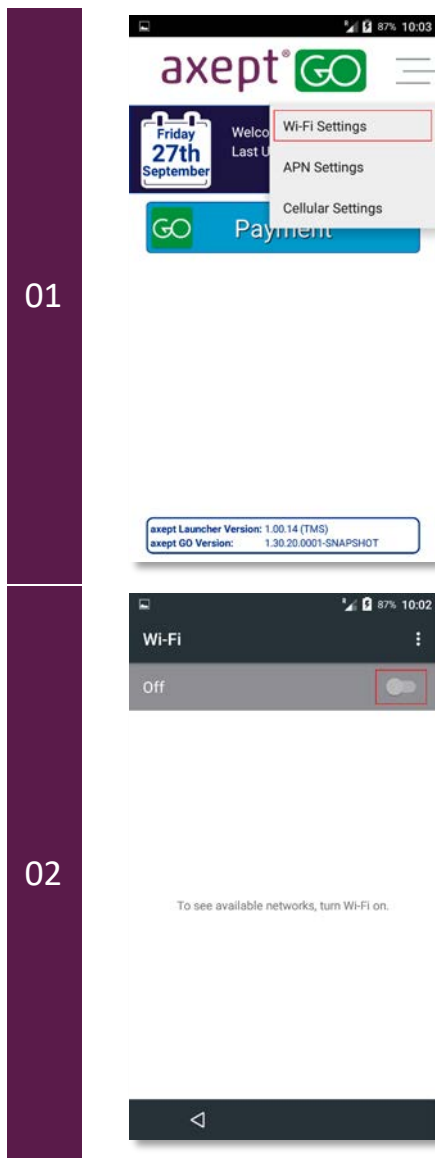 01
87% 10:03
axept® GO
Friday
27th
September
Welco
Last U
Wi-Fi Settings
APN Settings
Cellular Settings
GO Payment
axept Launcher Version: 1.00.14 (TMS)
axept GO Version: 1.30.20.0001-SNAPSHOT
02
87% 10:02
Wi-Fi
Off
To see available networks, turn Wi-Fi on.